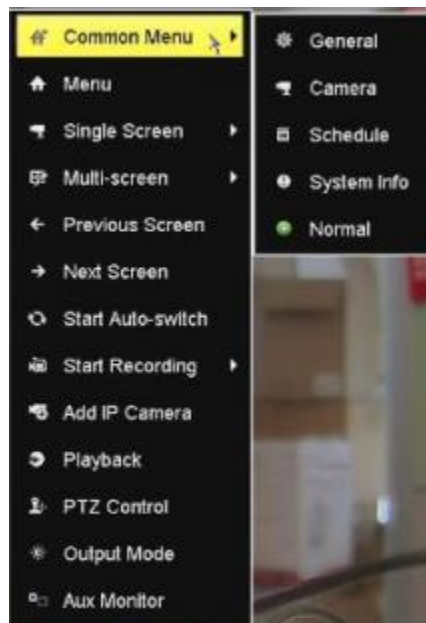 Common Menu
Menu
Single Screen
Multi-screen
Previous Screen
Next Screen
Start Auto-switch
Start Recording
Add IP Camera
Playback
PTZ Control
Output Mode
Aux Monitor
General
Camera
Schedule
System Info
Normal